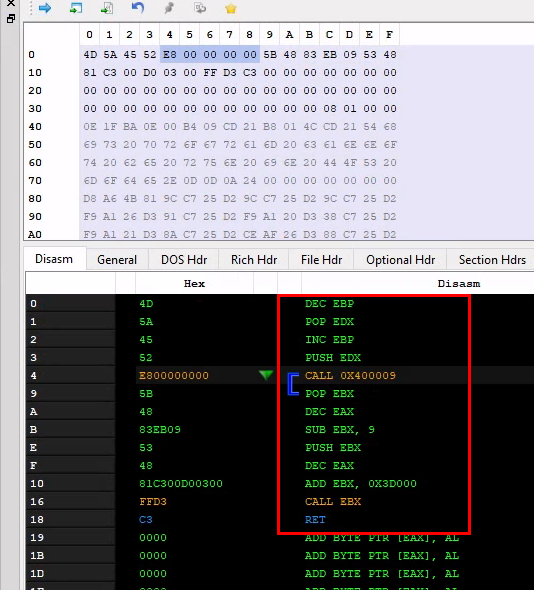 0 1 2 3 4 5 6 7 8 9 A B C D E F
0 4D 5A 45 52 E8 00 00 00 00 5B 48 83 EB 09 53 48
10 81 C3 00 D0 03 00 FF D3 C3 00 00 00 00 00 00 00
20 00 00 00 00 00 00 00 00 00 00 00 00 00 00 00 00
30 00 00 00 00 00 00 00 00 00 00 00 00 08 01 00 00
40 0E 1F BA 0E 00 B4 09 CD 21 B8 01 4C CD 21 54 68
50 69 73 20 70 72 6F 67 72 61 6D 20 63 61 6E 6E 6F
60 74 20 62 65 20 72 75 6E 20 69 6E 20 44 4F 53 20
70 6D 6F 64 65 2E 0D 0D 0A 24 00 00 00 00 00 00 00
80 D8 A6 4B 81 9C C7 25 D2 9C C7 25 D2 9C C7 25 D2
90 F9 A1 26 D3 91 C7 25 D2 F9 A1 20 D3 38 C7 25 D2
A0 F9 A1 21 D3 8A C7 25 D2 CE AF 26 D3 88 C7 25 D2
Disasm General DOS Hdr Rich Hdr File Hdr Optional Hdr Section Hdrs
Hex Disasm
0 4D DEC EBP
1 5A POP EDX
2 45 INC EBP
3 52 PUSH EDX
4 E800000000 CALL 0X400009
9 5B POP EBX
A 48 DEC EAX
B 83EB09 SUB EBX, 9
E 53 PUSH EBX
F 48 DEC EAX
10 81C300D00300 ADD EBX, 0X3D000
16 FFD3 CALL EBX
18 C3 RET
19 0000 ADD BYTE PTR [EAX], AL
1B 0000 ADD BYTE PTR [EAX], AL
1D 0000 ADD BYTE PTR [EAX], AL